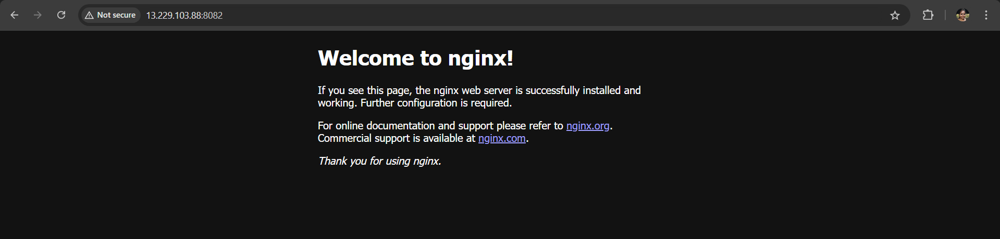 Not secure 13.229.103.88:8082
Welcome to nginx!
If you see this page, the nginx web server is successfully installed and
working. Further configuration is required.
For online documentation and support please refer to nginx.org.
Commercial support is available at nginx.com.
Thank you for using nginx.